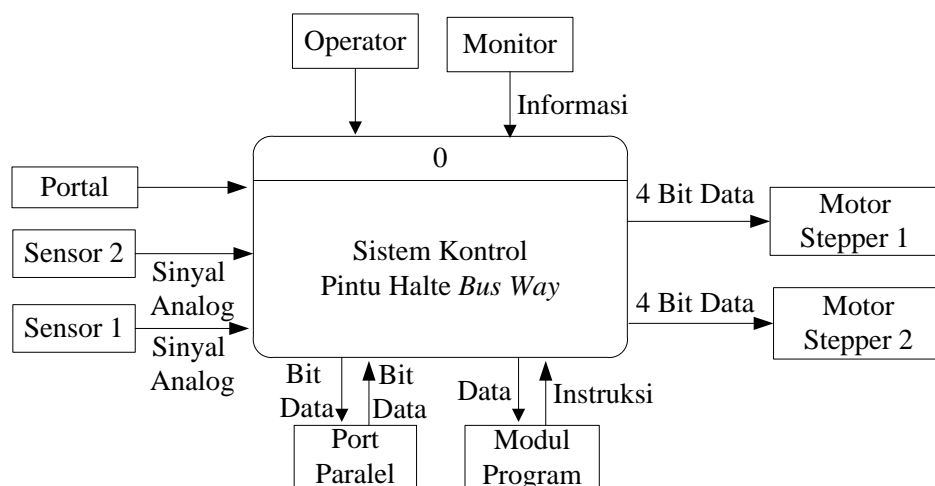 Operator
Monitor
Informasi
0
Portal
Sensor 2
Sinyal
Analog
Sensor 1
Sinyal
Analog
Sistem Kontrol
Pintu Halte Bus Way
4 Bit Data
Motor
Stepper 1
4 Bit Data
Motor
Stepper 2
Bit
Data
Bit
Data
Port
Paralel
Data
Instruksi
Modul
Program